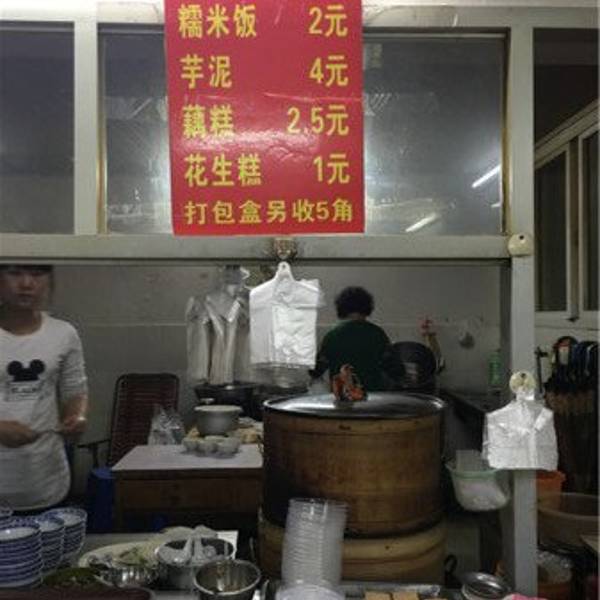 糯米饭 2元
芋泥 4元
藕糕 2.5元
花生糕 1元
打包盒另收5角